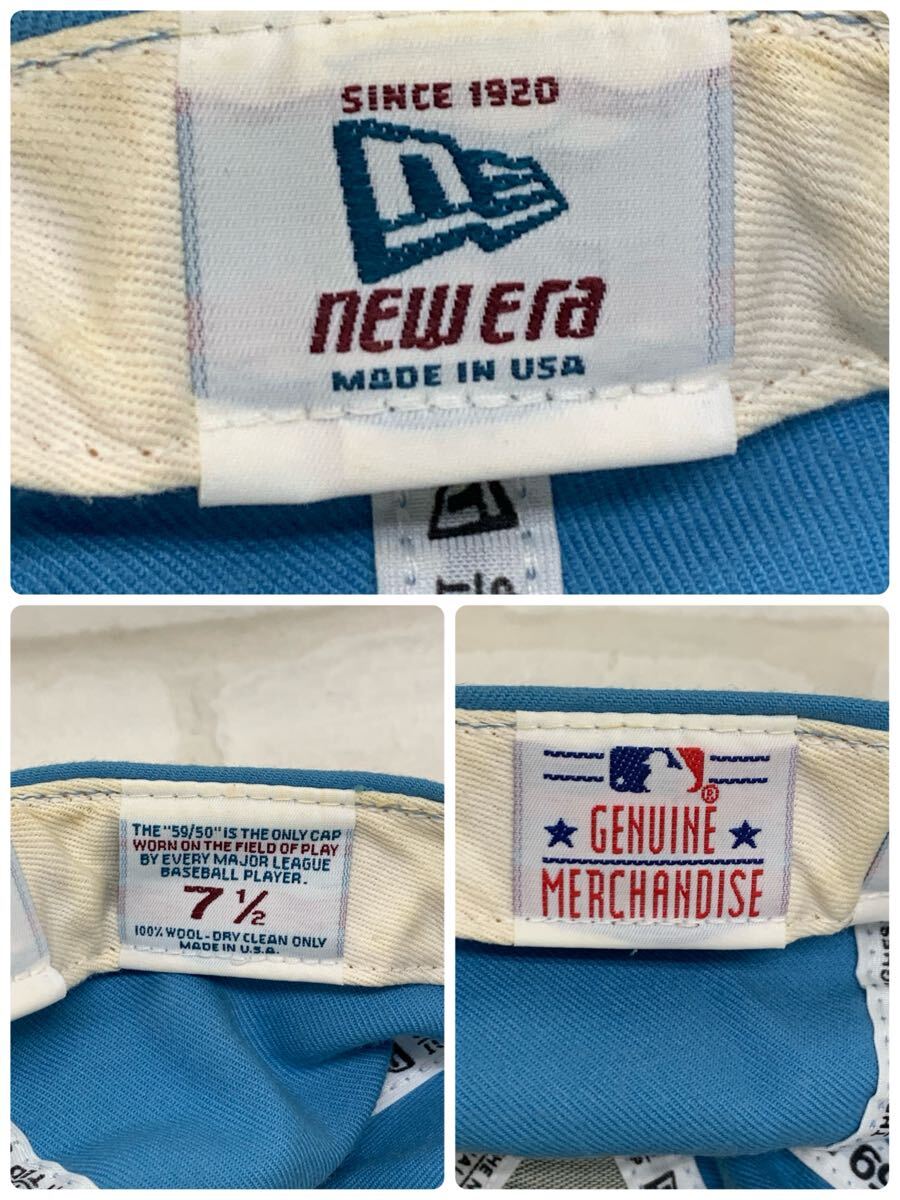 SINCE 1920
new era
MADE IN USA
THE "59/50" IS THE ONLY CAP
WORN ON THE FIELD OF PLAY
BY EVERY MAJOR LEAGUE
BASEBALL PLAYER.
7 ½
100% WOOL-DRY CLEAN ONLY
MADE IN U.S.A.
®
★ GENUINE ★
MERCHANDISE